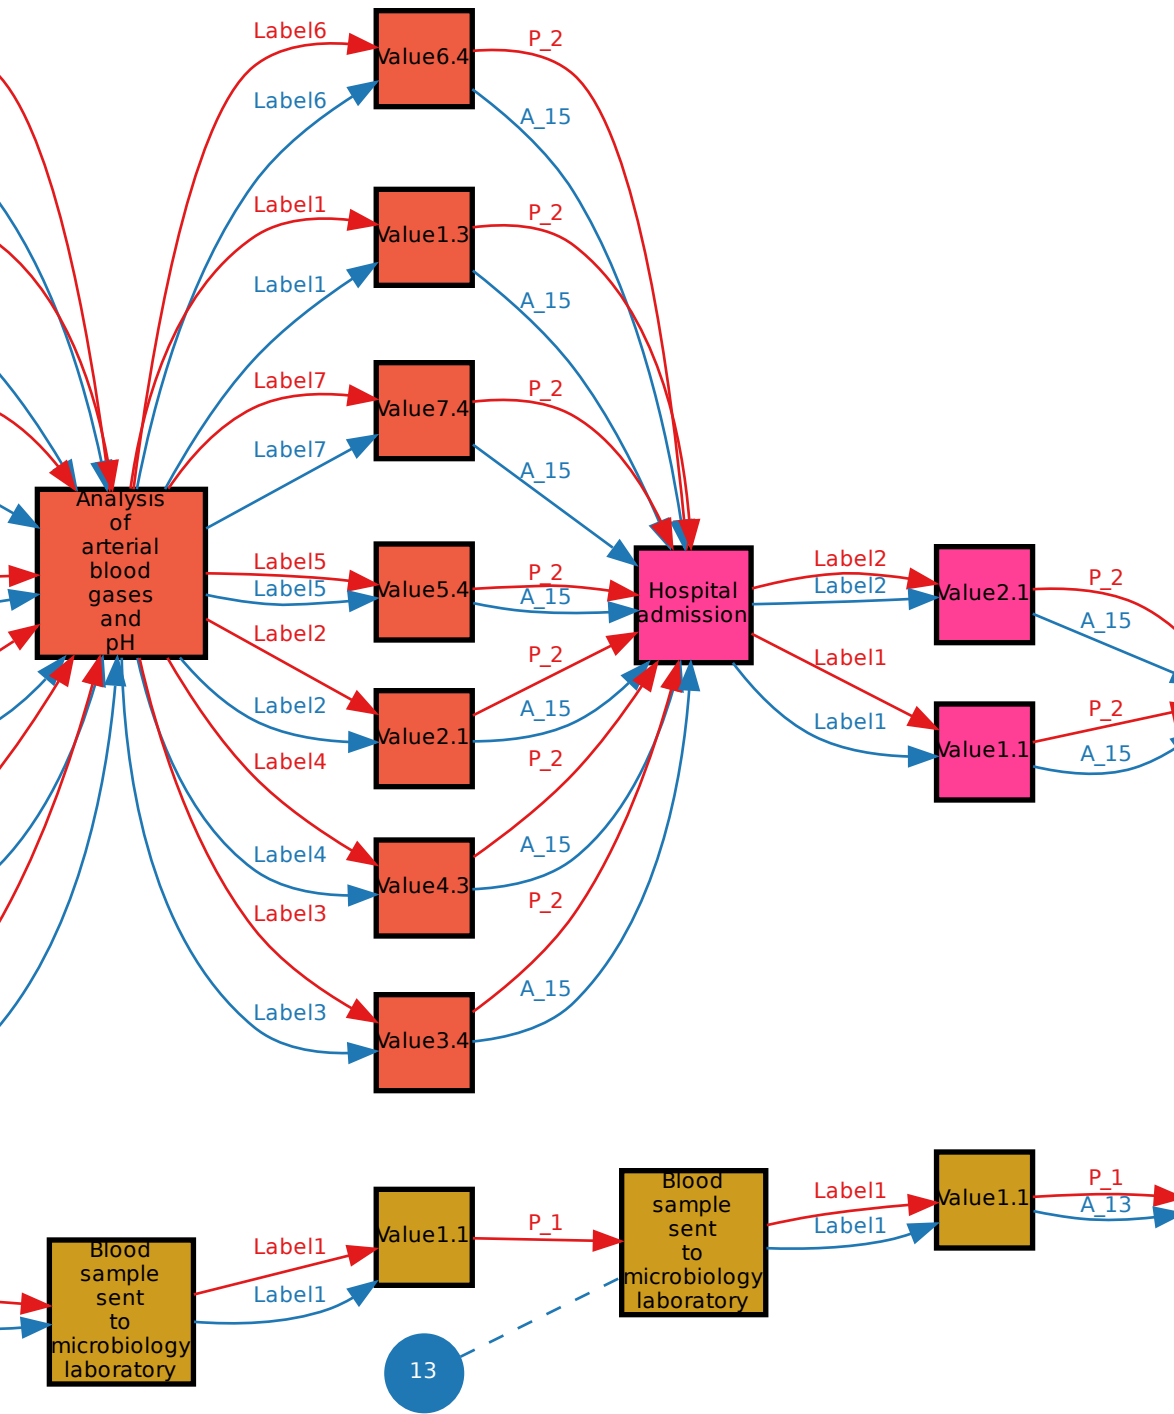 Label6
Value6.4
P_2
Label6
A_15
Label1
Value1.3
P_2
Label1
A_15
Label7
Value7.4
P_2
Label7
A_15
Analysis
of
arterial
blood
gases
and
pH
Label5
Label5
Value5.4
P_2
A_15
Hospital
admission
Label2
Label2
Value2.1
P_2
A_15
Label2
Label2
Value2.1
P_2
A_15
Label1
Label1
Value1.1
P_2
A_15
Label4
Label4
Value4.3
P_2
A_15
Label3
Label3
Value3.4
P_2
A_15
Blood
sample
sent
to
microbiology
laboratory
Label1
Label1
Value1.1
P_1
Blood
sample
sent
to
microbiology
laboratory
Label1
Label1
Value1.1
P_1
A_13
13